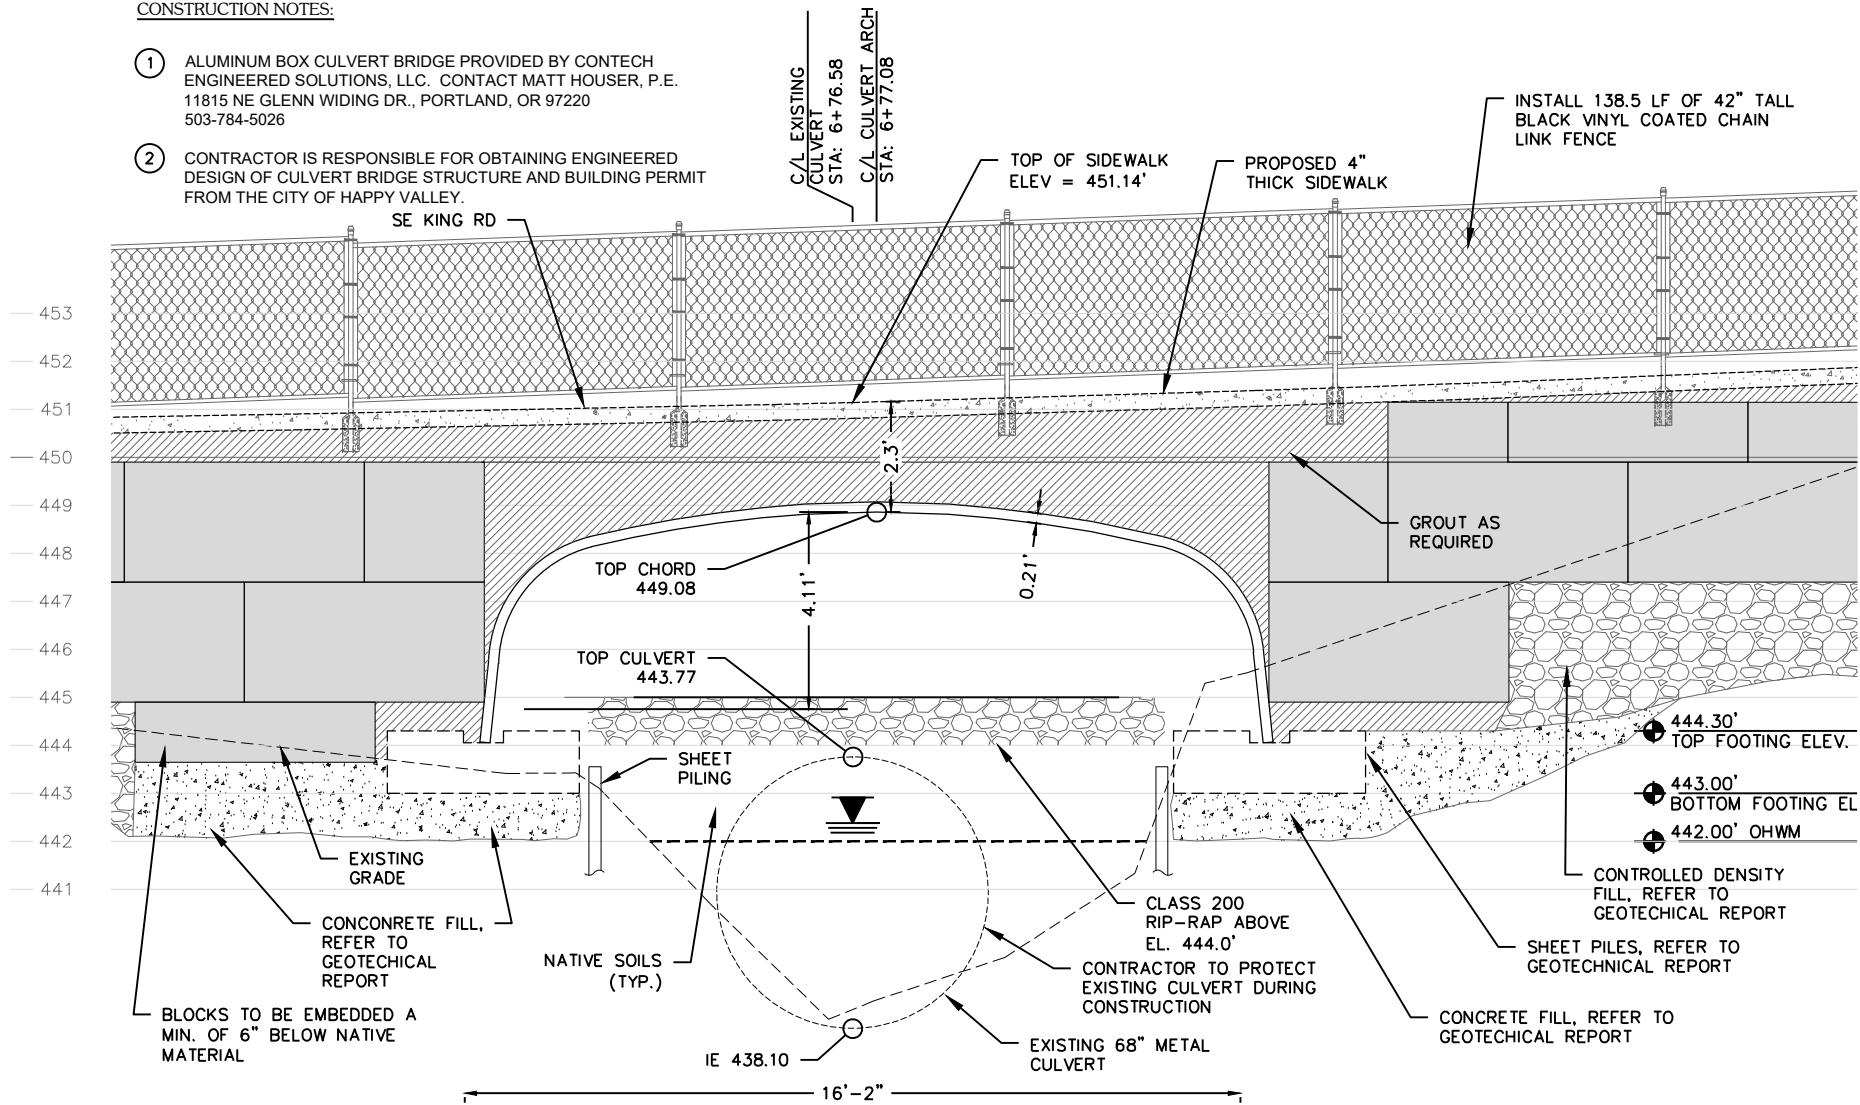 CONSTRUCTION NOTES:
1
ALUMINUM BOX CULVERT BRIDGE PROVIDED BY CONTECH
ENGINEERED SOLUTIONS, LLC. CONTACT MATT HOUSER, P.E.
11815 NE GLENN WIDING DR., PORTLAND, OR 97220
503-784-5026
2
CONTRACTOR IS RESPONSIBLE FOR OBTAINING ENGINEERED
DESIGN OF CULVERT BRIDGE STRUCTURE AND BUILDING PERMIT
FROM THE CITY OF HAPPY VALLEY.
C/L EXISTING
CULVERT
STA: 6+76.58
C/L CULVERT ARCH
STA: 6+77.08
INSTALL 138.5 LF OF 42" TALL
BLACK VINYL COATED CHAIN
LINK FENCE
TOP OF SIDEWALK
ELEV = 451.14'
PROPOSED 4"
THICK SIDEWALK
SE KING RD
453
452
451
450
449
448
447
446
445
444
443
442
441
2.3'
GROUT AS
REQUIRED
TOP CHORD
449.08
4.11'
0.21'
TOP CULVERT
443.77
SHEET
PILING
444.30'
TOP FOOTING ELEV.
443.00'
BOTTOM FOOTING EL
442.00' OHWM
EXISTING
GRADE
CONTROLLED DENSITY
FILL, REFER TO
GEOTECHICAL REPORT
CONCONRETE FILL,
REFER TO
GEOTECHICAL
REPORT
CLASS 200
RIP-RAP ABOVE
EL. 444.0'
NATIVE SOILS
(TYP.)
SHEET PILES, REFER TO
GEOTECHNICAL REPORT
CONTRACTOR TO PROTECT
EXISTING CULVERT DURING
CONSTRUCTION
BLOCKS TO BE EMBEDDED A
MIN. OF 6" BELOW NATIVE
MATERIAL
CONCRETE FILL, REFER TO
GEOTECHICAL REPORT
IE 438.10
EXISTING 68" METAL
CULVERT
16'-2"